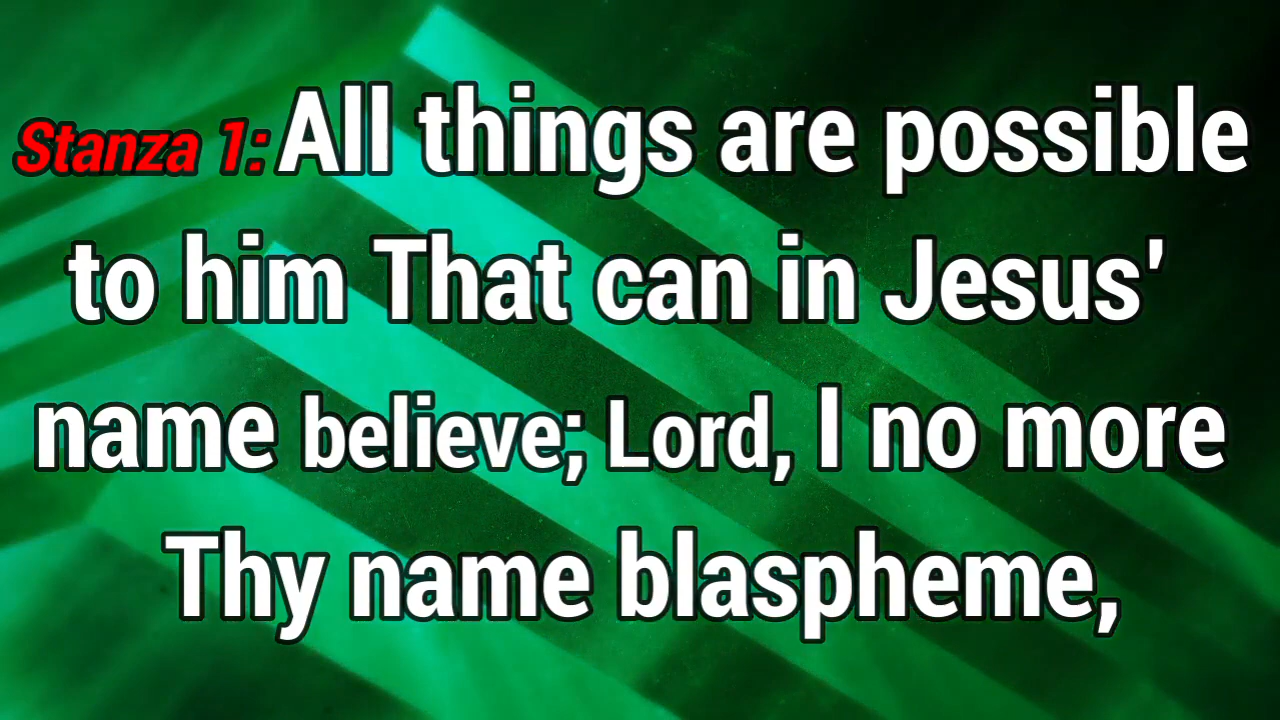 Stanza 1: All things are possible
to him That can in Jesus'
name believe; Lord, I no more
Thy name blaspheme,